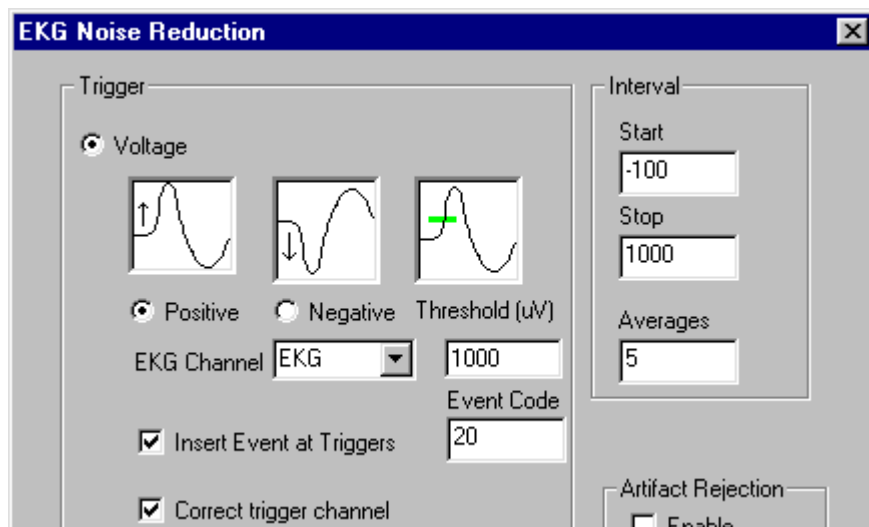 EKG Noise Reduction
Trigger
Voltage
Positive
Negative
Threshold (uV)
EKG Channel
EKG
1000
Event Code
20
Insert Event at Triggers
Correct trigger channel
Interval
Start
-100
Stop
1000
Averages
5
Artifact Rejection
Enable